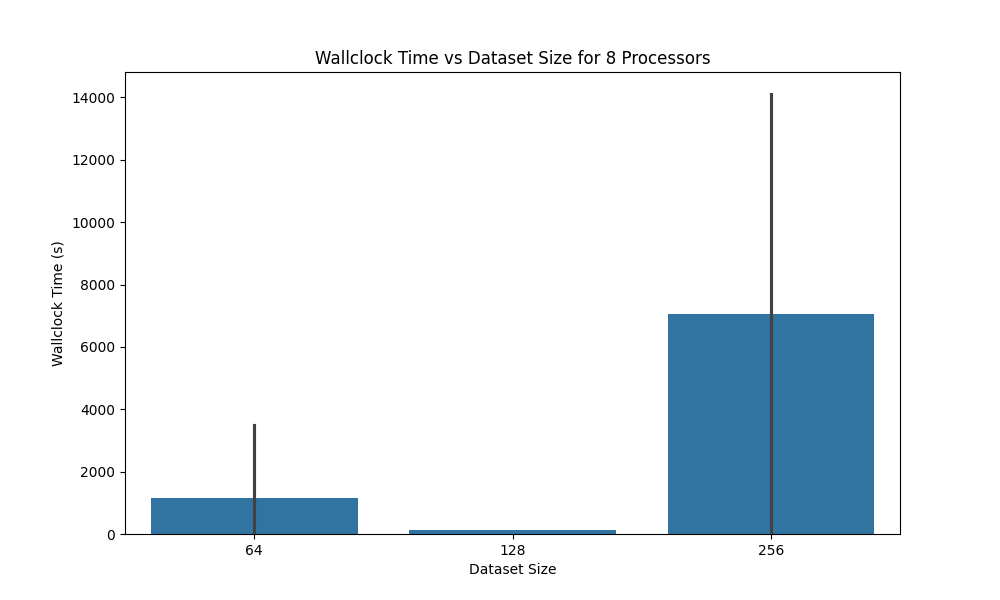 Wallclock Time vs Dataset Size for 8 Processors
14000
12000
10000
8000
6000
4000
2000
0
Wallclock Time (s)
64 128 256
Dataset Size